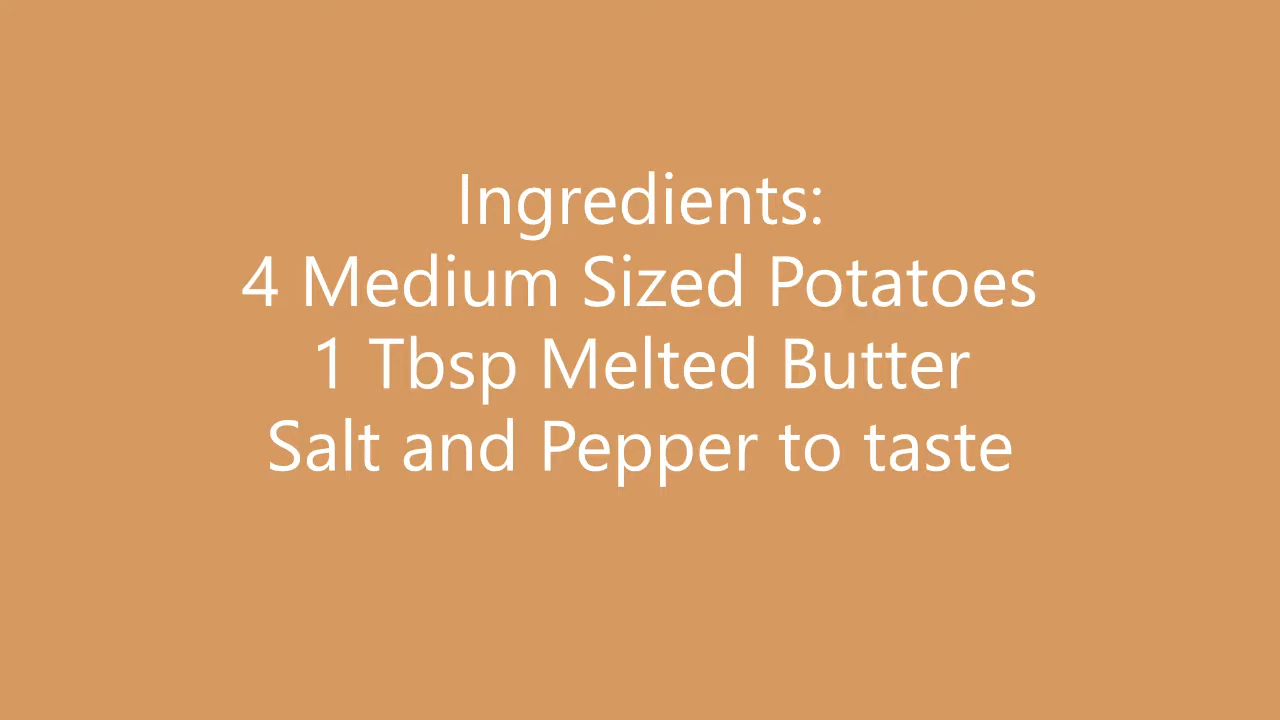 Ingredients:
4 Medium Sized Potatoes
1 Tbsp Melted Butter
Salt and Pepper to taste